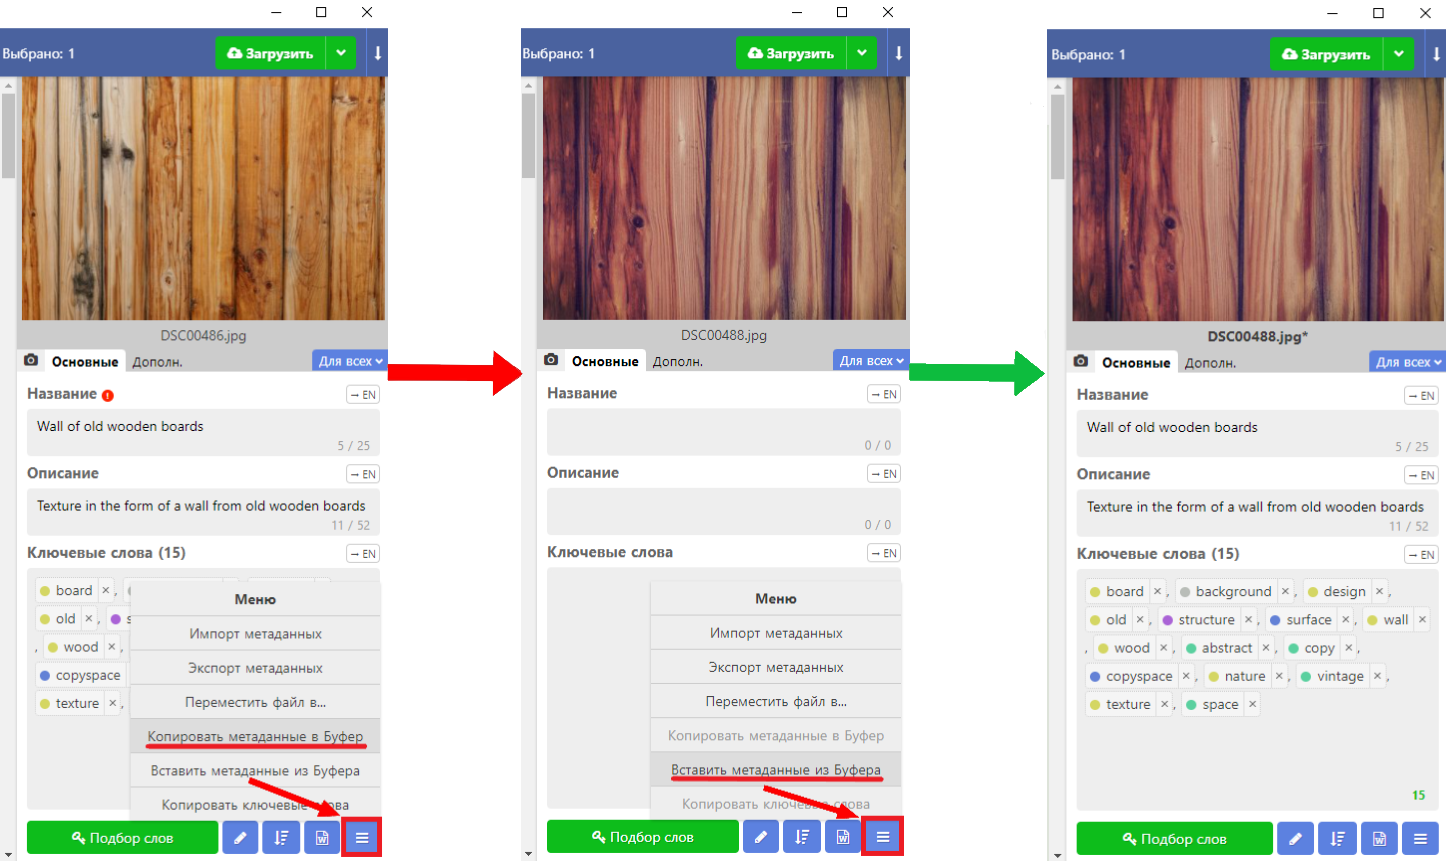 Выбрано: 1
Загрузить
DSC00486.jpg
Основные
Дополн.
Для всех
Название
→ EN
Wall of old wooden boards
5 / 25
Описание
→ EN
Texture in the form of a wall from old wooden boards
11 / 52
Ключевые слова (15)
→ EN
board ×,
old ×,
, wood ×,
copyspace
texture ×,
Меню
Импорт метаданных
Экспорт метаданных
Переместить файл в...
Копировать метаданные в Буфер
Вставить метаданные из Буфера
Копировать ключевые слова
Подбор слов
Выбрано: 1
Загрузить
DSC00488.jpg
Основные
Дополн.
Для всех
Название
→ EN
0 / 0
Описание
→ EN
0 / 0
Ключевые слова
→ EN
Меню
Импорт метаданных
Экспорт метаданных
Переместить файл в...
Копировать метаданные в Буфер
Вставить метаданные из Буфера
Копировать ключевые слова
Подбор слов
Выбрано: 1
Загрузить
DSC00488.jpg*
Основные
Дополн.
Для всех
Название
→ EN
Wall of old wooden boards
5 / 25
Описание
→ EN
Texture in the form of a wall from old wooden boards
11 / 52
Ключевые слова (15)
→ EN
board ×, background ×, design ×,
old ×, structure ×, surface ×, wall ×
, wood ×, abstract ×, copy ×,
copyspace ×, nature ×, vintage ×,
texture ×, space ×
15
Подбор слов